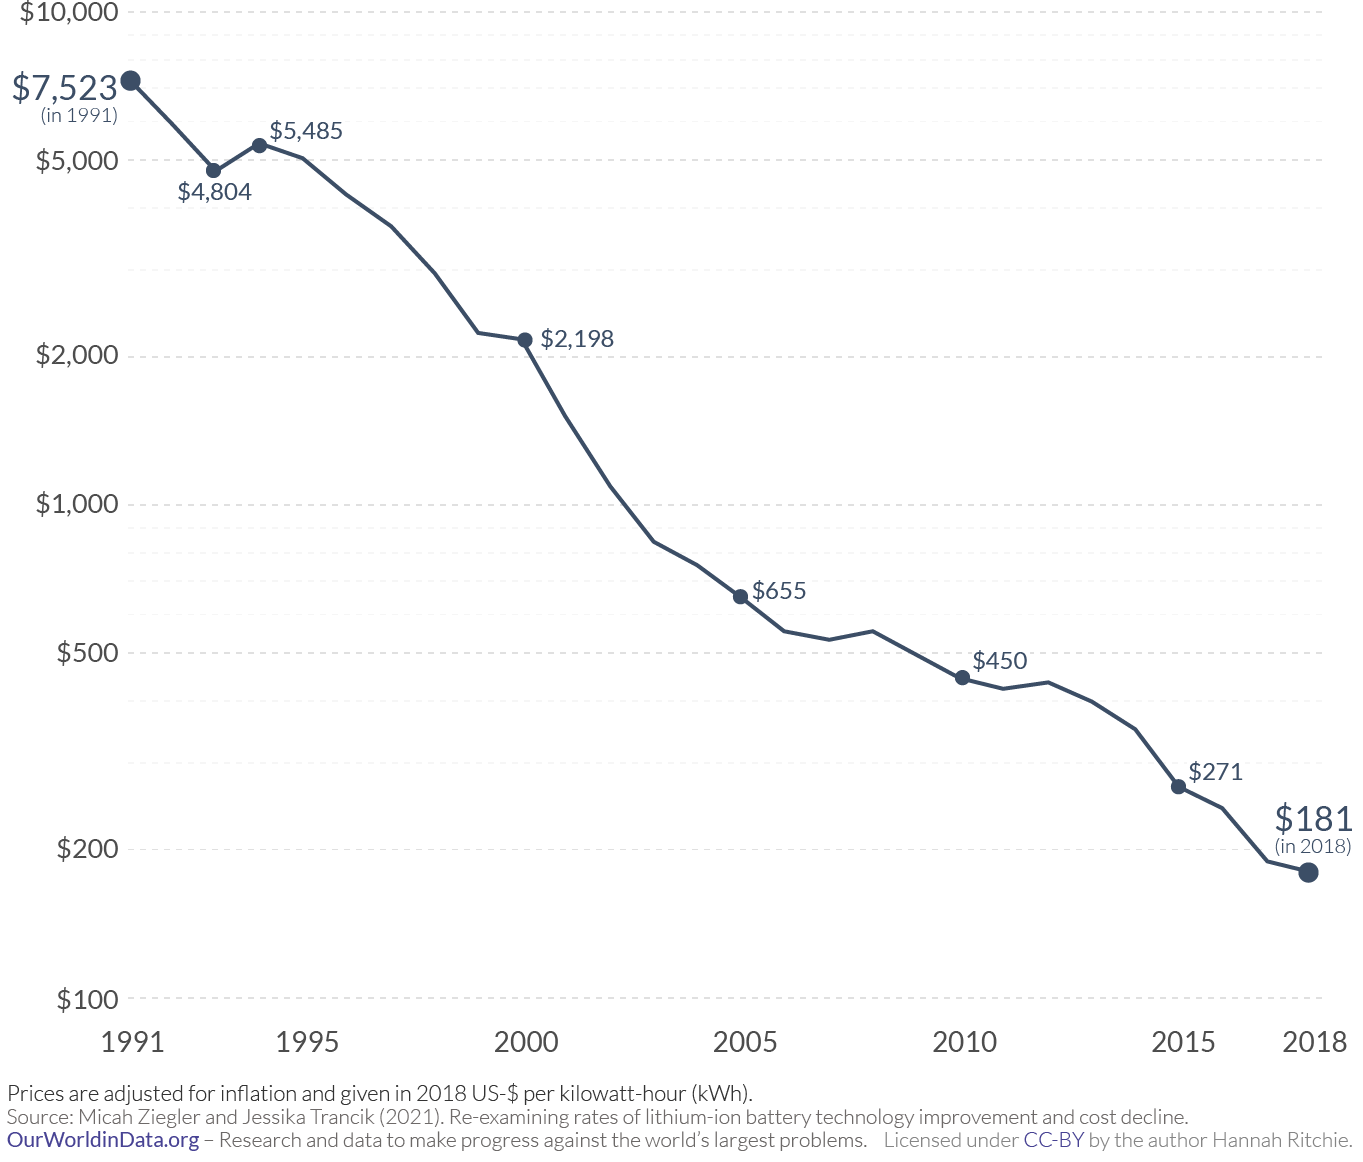 $10,000
$7,523
(in 1991)
$5,485
$5,000
$4,804
$2,198
$2,000
$1,000
$655
$500
$450
$271
$181
(in 2018)
$200
$100
1991 1995 2000 2005 2010 2015 2018
Prices are adjusted for inflation and given in 2018 US-$ per kilowatt-hour (kWh).
Source: Micah Ziegler and Jessika Trancik (2021). Re-examining rates of lithium-ion battery technology improvement and cost decline.
OurWorldinData.org – Research and data to make progress against the world’s largest problems. Licensed under CC-BY by the author Hannah Ritchie.